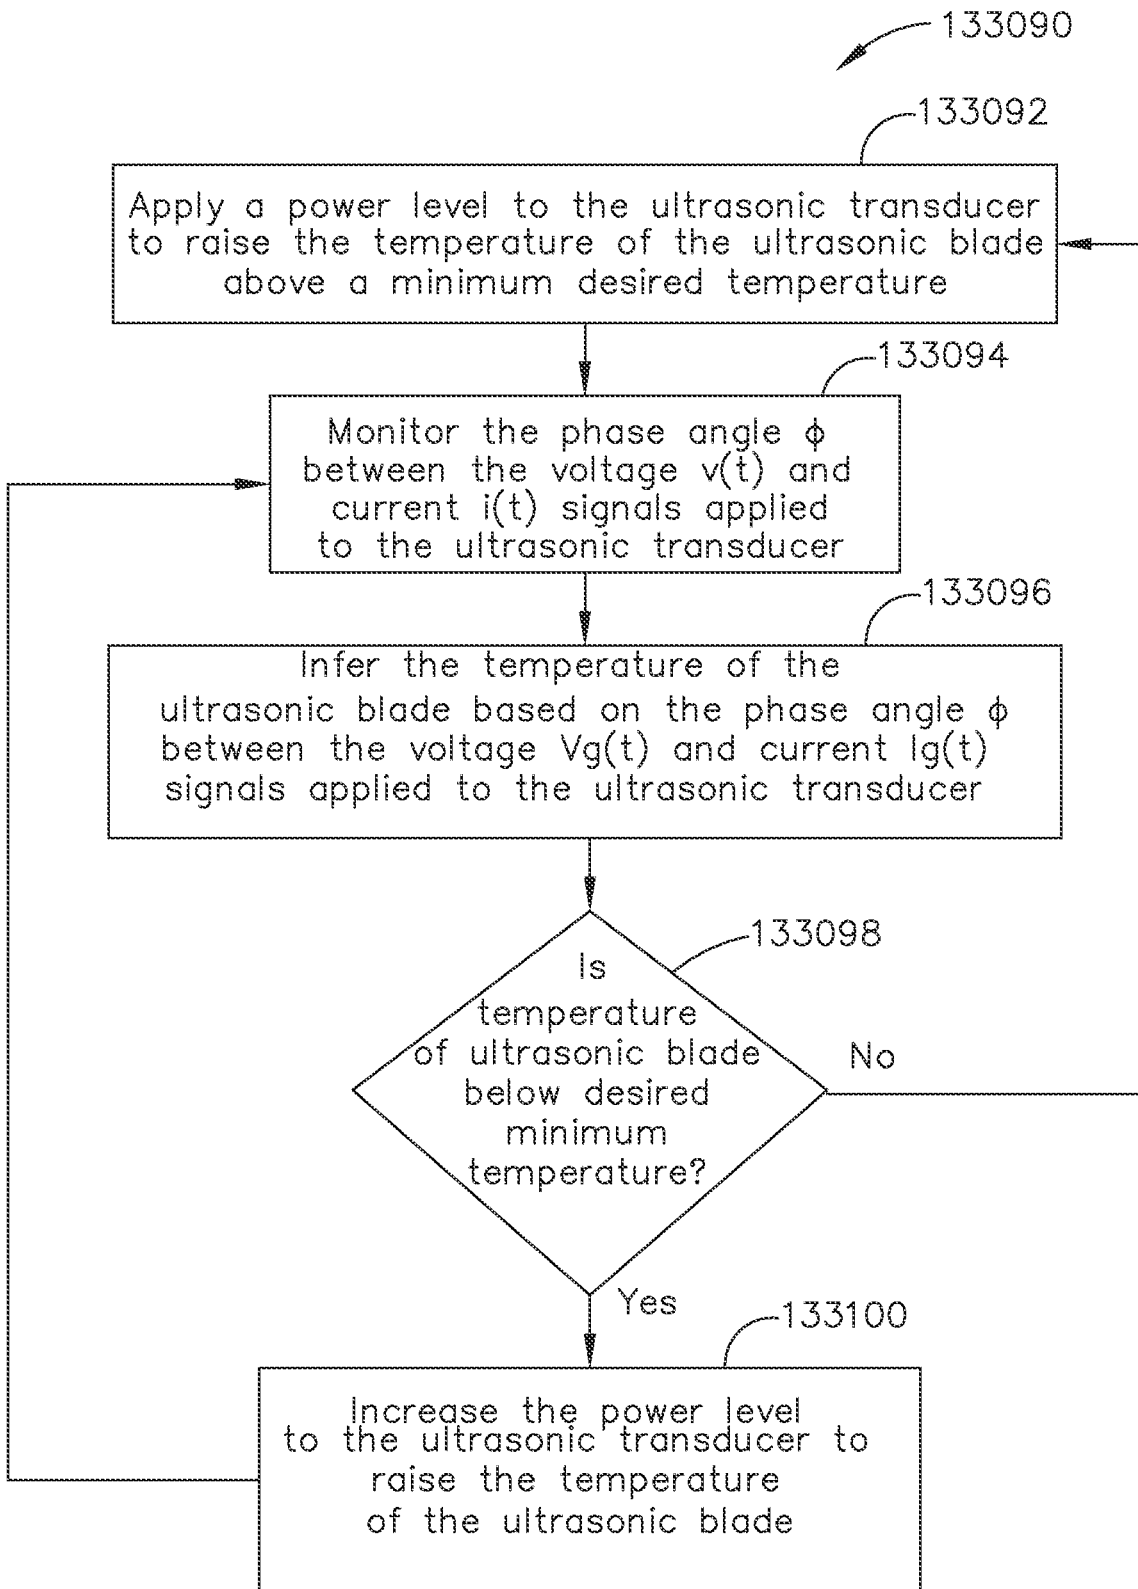 133090
133092
Apply a power level to the ultrasonic transducer
to raise the temperature of the ultrasonic blade
above a minimum desired temperature
133094
Monitor the phase angle ϕ
between the voltage v(t) and
current i(t) signals applied
to the ultrasonic transducer
133096
Infer the temperature of the
ultrasonic blade based on the phase angle ϕ
between the voltage Vg(t) and current Ig(t)
signals applied to the ultrasonic transducer
133098
Is
temperature
of ultrasonic blade
below desired
minimum
temperature?
No
Yes
133100
Increase the power level
to the ultrasonic transducer to
raise the temperature
of the ultrasonic blade